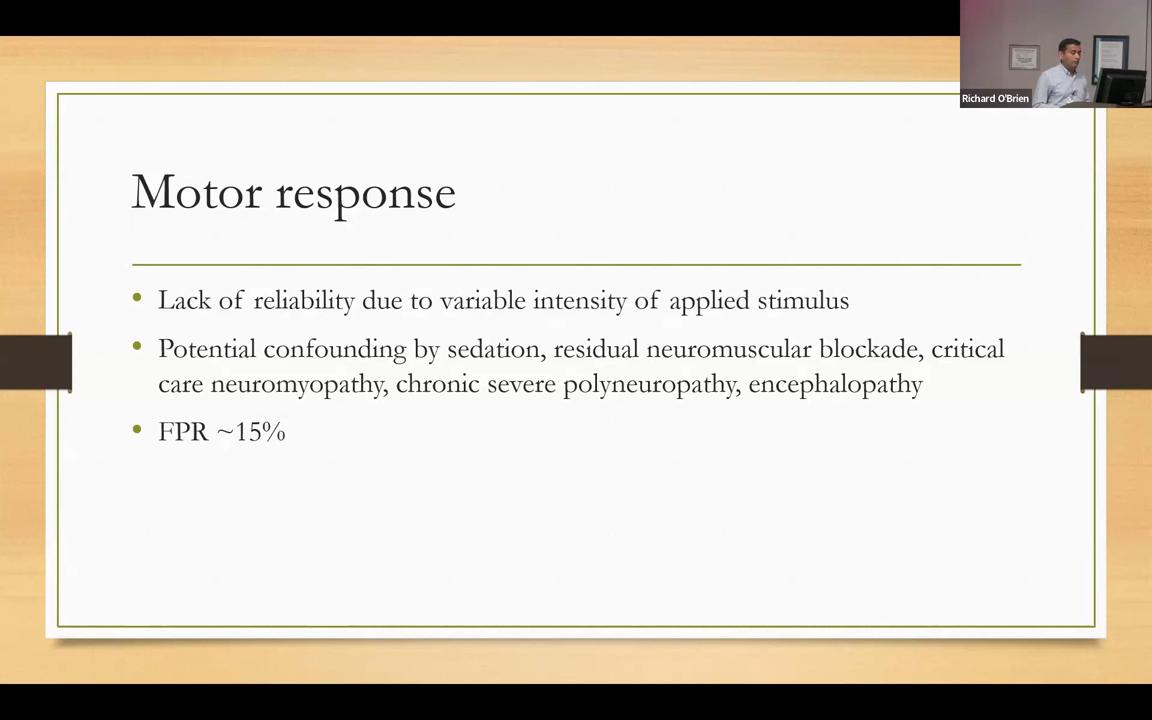 Richard O'Brien
Motor response
• Lack of reliability due to variable intensity of applied stimulus
• Potential confounding by sedation, residual neuromuscular blockade, critical
care neuromyopathy, chronic severe polyneuropathy, encephalopathy
• FPR ~15%